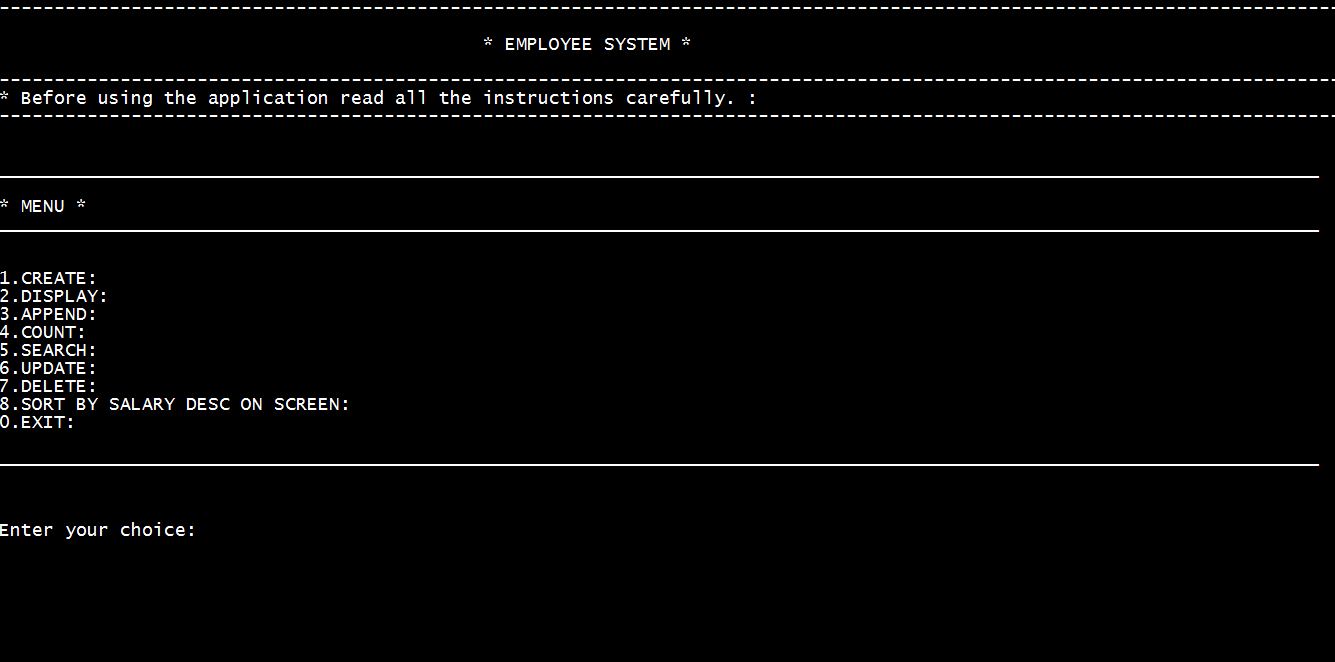 * EMPLOYEE SYSTEM *
* Before using the application read all the instructions carefully. :
* MENU *
1.CREATE:
2.DISPLAY:
3.APPEND:
4.COUNT:
5.SEARCH:
6.UPDATE:
7.DELETE:
8.SORT BY SALARY DESC ON SCREEN:
0.EXIT:
Enter your choice: